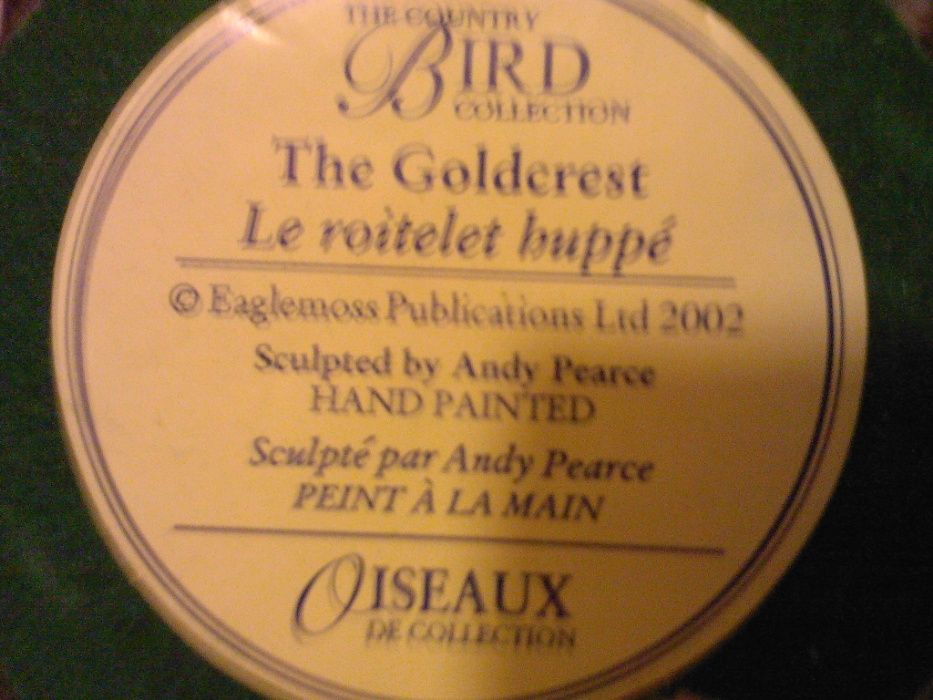 THE COUNTRY
BIRD
COLLECTION
The Goldcrest
Le roitelet huppé
© Eaglemoss Publications Ltd 2002
Sculpted by Andy Pearce
HAND PAINTED
Sculpté par Andy Pearce
PEINT À LA MAIN
OISEAUX
DE COLLECTION